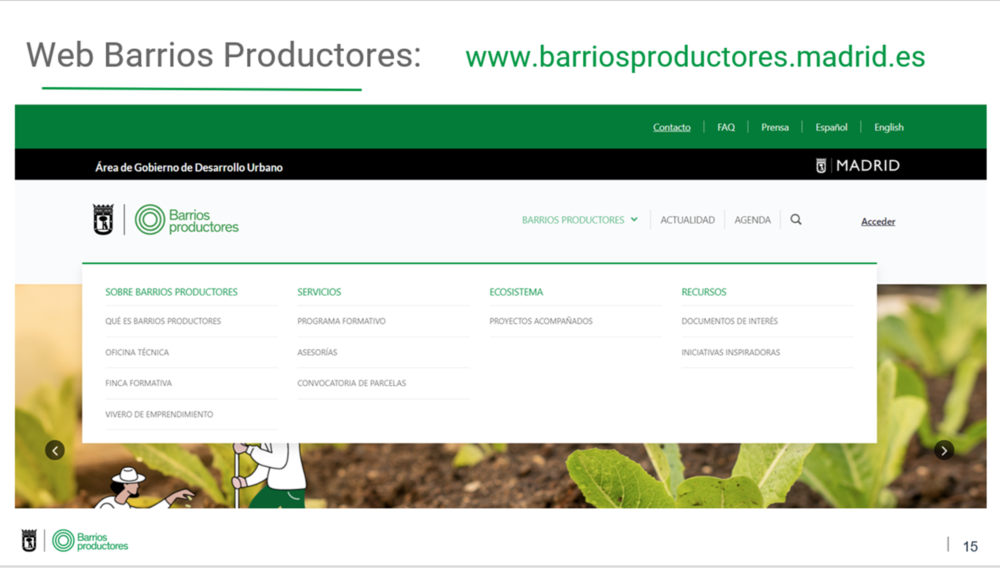 Web Barrios Productores: www.barriosproductores.madrid.es
Contacto FAQ Prensa Español English
Área de Gobierno de Desarrollo Urbano
MADRID
Barrios
productores
BARRIOS PRODUCTORES ACTUALIDAD AGENDA
Acceder
SOBRE BARRIOS PRODUCTORES
QUÉ ES BARRIOS PRODUCTORES
OFICINA TÉCNICA
FINCA FORMATIVA
VIVERO DE EMPRENDIMIENTO
SERVICIOS
PROGRAMA FORMATIVO
ASESORÍAS
CONVOCATORIA DE PARCELAS
ECOSISTEMA
PROYECTOS ACOMPAÑADOS
RECURSOS
DOCUMENTOS DE INTERÉS
INICIATIVAS INSPIRADORAS
Barrios
productores
15